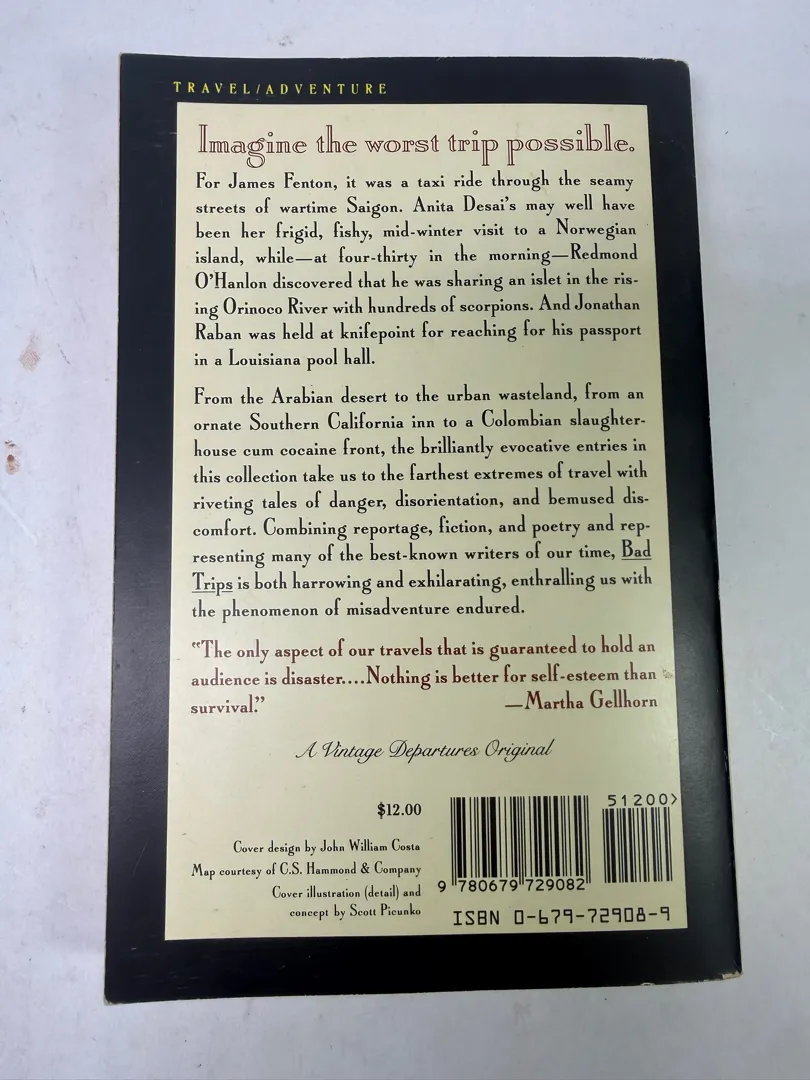 TRAVEL/ADVENTURE
Imagine the worst trip possible.
For James Fenton, it was a taxi ride through the seamy
streets of wartime Saigon. Anita Desai's may well have
been her frigid, fishy, mid-winter visit to a Norwegian
island, while—at four-thirty in the morning—Redmond
O'Hanlon discovered that he was sharing an islet in the ris-
ing Orinoco River with hundreds of scorpions. And Jonathan
Raban was held at knifepoint for reaching for his passport
in a Louisiana pool hall.
From the Arabian desert to the urban wasteland, from an
ornate Southern California inn to a Colombian slaughter-
house cum cocaine front, the brilliantly evocative entries in
this collection take us to the farthest extremes of travel with
riveting tales of danger, disorientation, and bemused dis-
comfort. Combining reportage, fiction, and poetry and rep-
resenting many of the best-known writers of our time, Bad
Trips is both harrowing and exhilarating, enthralling us with
the phenomenon of misadventure endured.
"The only aspect of our travels that is guaranteed to hold an
audience is disaster....Nothing is better for self-esteem than
survival."
—Martha Gellhorn
A Vintage Departures Original
$12.00
Cover design by John William Costa
Map courtesy of C.S. Hammond & Company
Cover illustration (detail) and
concept by Scott Picunko
51200>
9 780679 729082
ISBN 0-679-72908-9